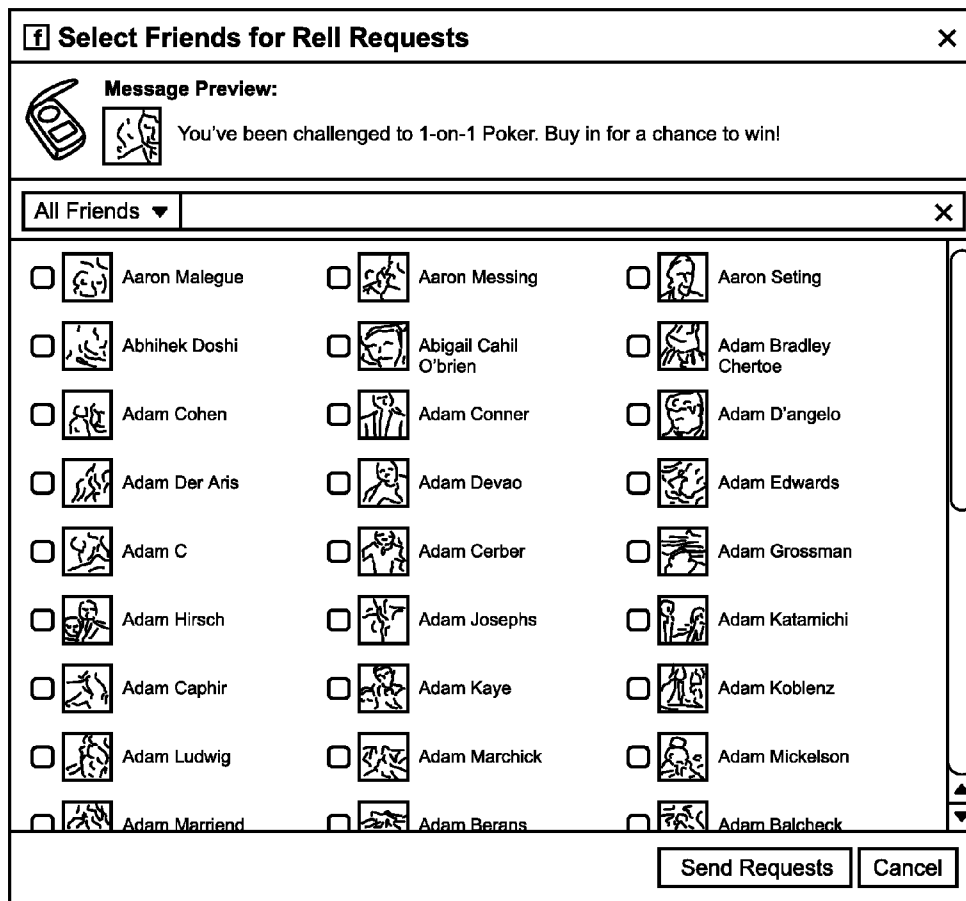 f Select Friends for Rell Requests
Message Preview:
You've been challenged to 1-on-1 Poker. Buy in for a chance to win!
All Friends
Aaron Malegue
Aaron Messing
Aaron Seting
Abhihek Doshi
Abigail Cahil
O'brien
Adam Bradley
Chertoe
Adam Cohen
Adam Conner
Adam D'angelo
Adam Der Aris
Adam Devao
Adam Edwards
Adam C
Adam Cerber
Adam Grossman
Adam Hirsch
Adam Josephs
Adam Katamichi
Adam Caphir
Adam Kaye
Adam Koblenz
Adam Ludwig
Adam Marchick
Adam Mickelson
Adam Marriend
Adam Berans
Adam Balcheck
Send Requests
Cancel